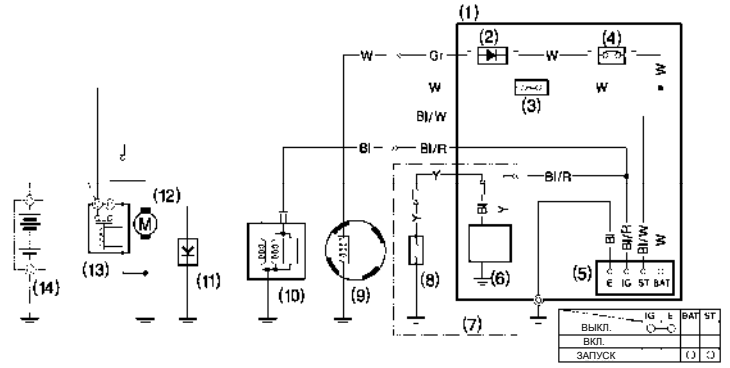 (1)
(2)
(4)
W
Gr
W
W
W
(3)
W
Bl/W
Bl
Bl/R
Y
Bl/R
Y
Bl
Y
Bl
Bl/R
Bl/W
W
(12)
M
(5)
E IG ST BAT
(13)
(11)
(10)
(9)
(8)
(6)
(14)
(7)
IG E BAT ST
ВЫКЛ.
ВКЛ.
ЗАПУСК